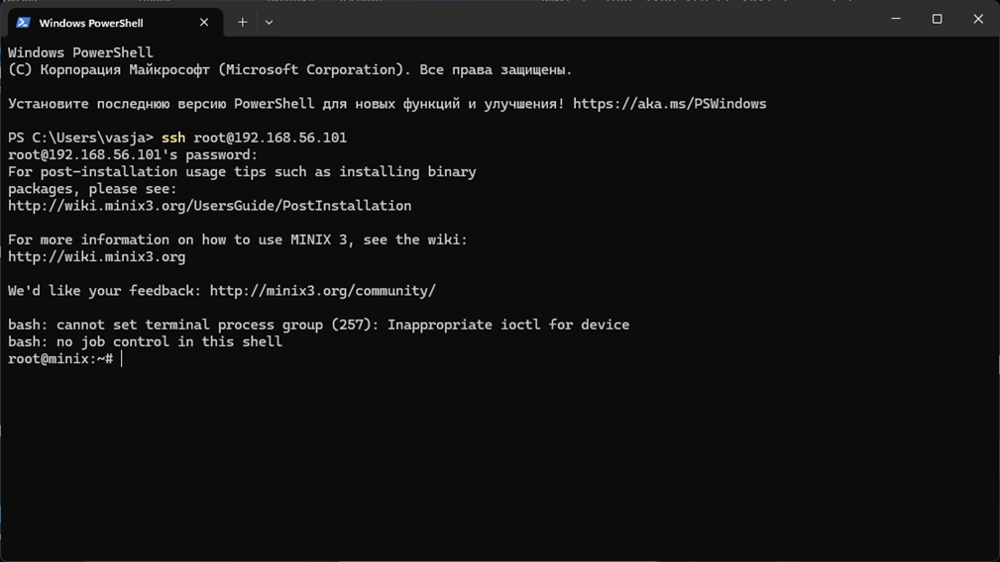 Windows PowerShell
Windows PowerShell
(C) Корпорация Майкрософт (Microsoft Corporation). Все права защищены.
Установите последнюю версию PowerShell для новых функций и улучшения! https://aka.ms/PSWindows
PS C:\Users\vasja> ssh root@192.168.56.101
root@192.168.56.101's password:
For post-installation usage tips such as installing binary
packages, please see:
http://wiki.minix3.org/UsersGuide/PostInstallation
For more information on how to use MINIX 3, see the wiki:
http://wiki.minix3.org
We'd like your feedback: http://minix3.org/community/
bash: cannot set terminal process group (257): Inappropriate ioctl for device
bash: no job control in this shell
root@minix:~#